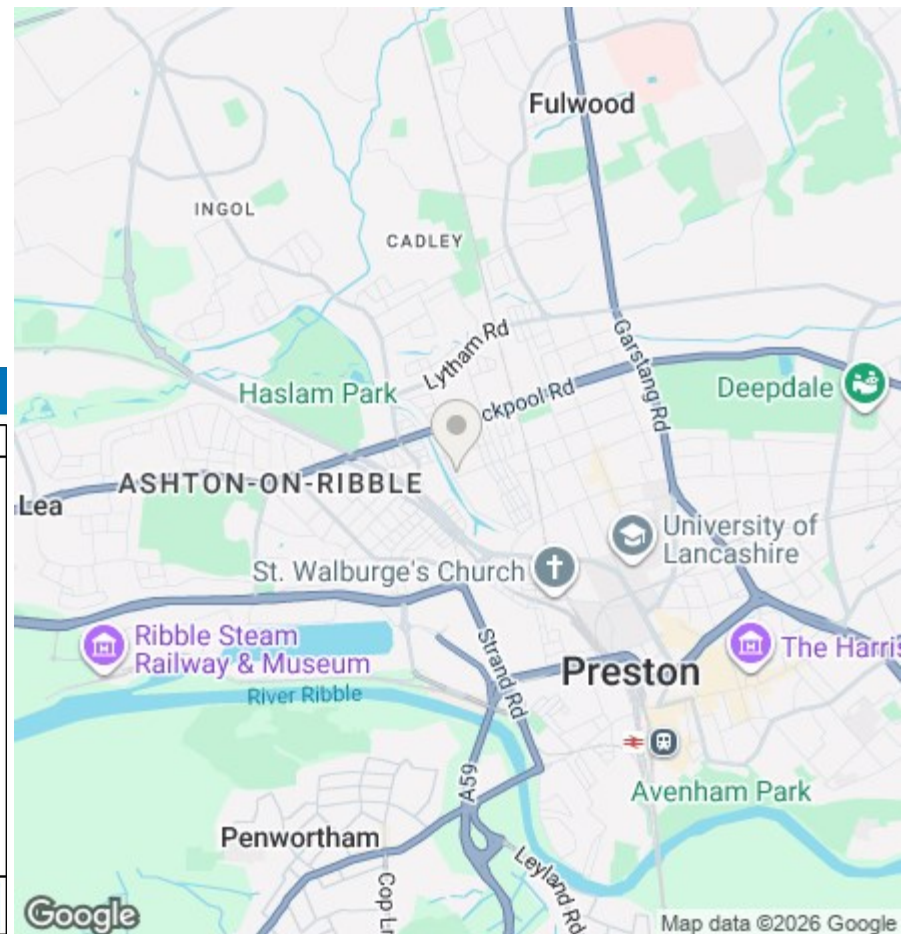 Fulwood
INGOL
CADLEY
Lytham Rd
Garstang Rd
Haslam Park
ckpool Rd
Deepdale
ASHTON-ON-RIBBLE
Lea
University of
Lancashire
St. Walburge's Church
Ribble Steam
Railway & Museum
Strand Rd
The Harris
Preston
River Ribble
A59
Avenham Park
Penwortham
Leyland Rd
Cop Ln
Google
Map data ©2026 Google